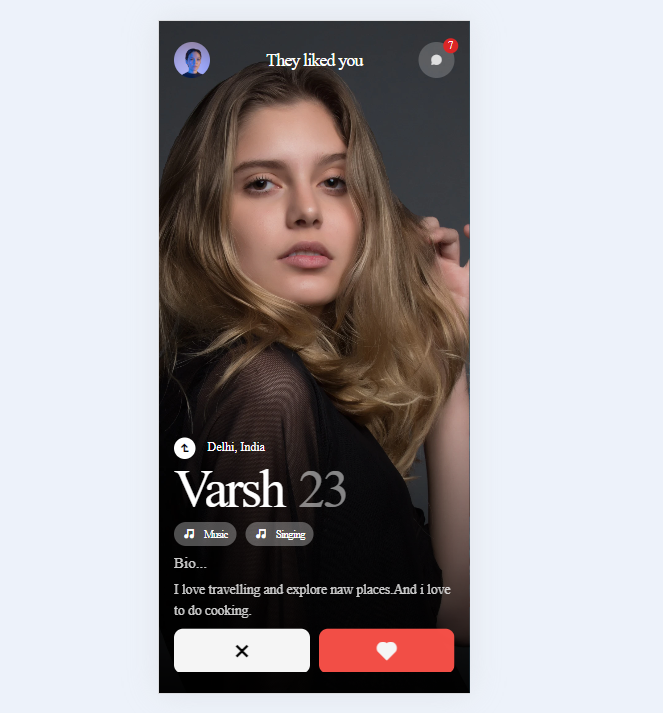 They liked you
7
Delhi, India
Varsh 23
Music
Singing
Bio...
I love travelling and explore naw places.And i love
to do cooking.